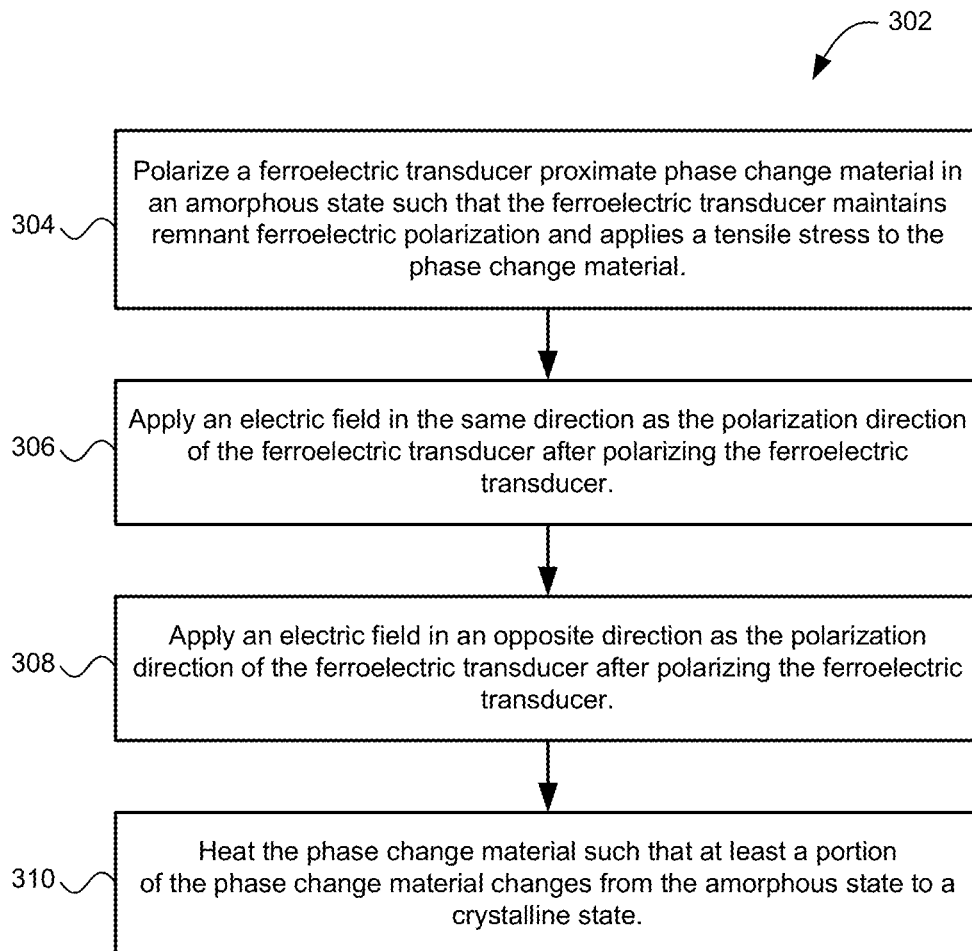 302
304
Polarize a ferroelectric transducer proximate phase change material in
an amorphous state such that the ferroelectric transducer maintains
remnant ferroelectric polarization and applies a tensile stress to the
phase change material.
306
Apply an electric field in the same direction as the polarization direction
of the ferroelectric transducer after polarizing the ferroelectric
transducer.
308
Apply an electric field in an opposite direction as the polarization
direction of the ferroelectric transducer after polarizing the ferroelectric
transducer.
310
Heat the phase change material such that at least a portion
of the phase change material changes from the amorphous state to a
crystalline state.